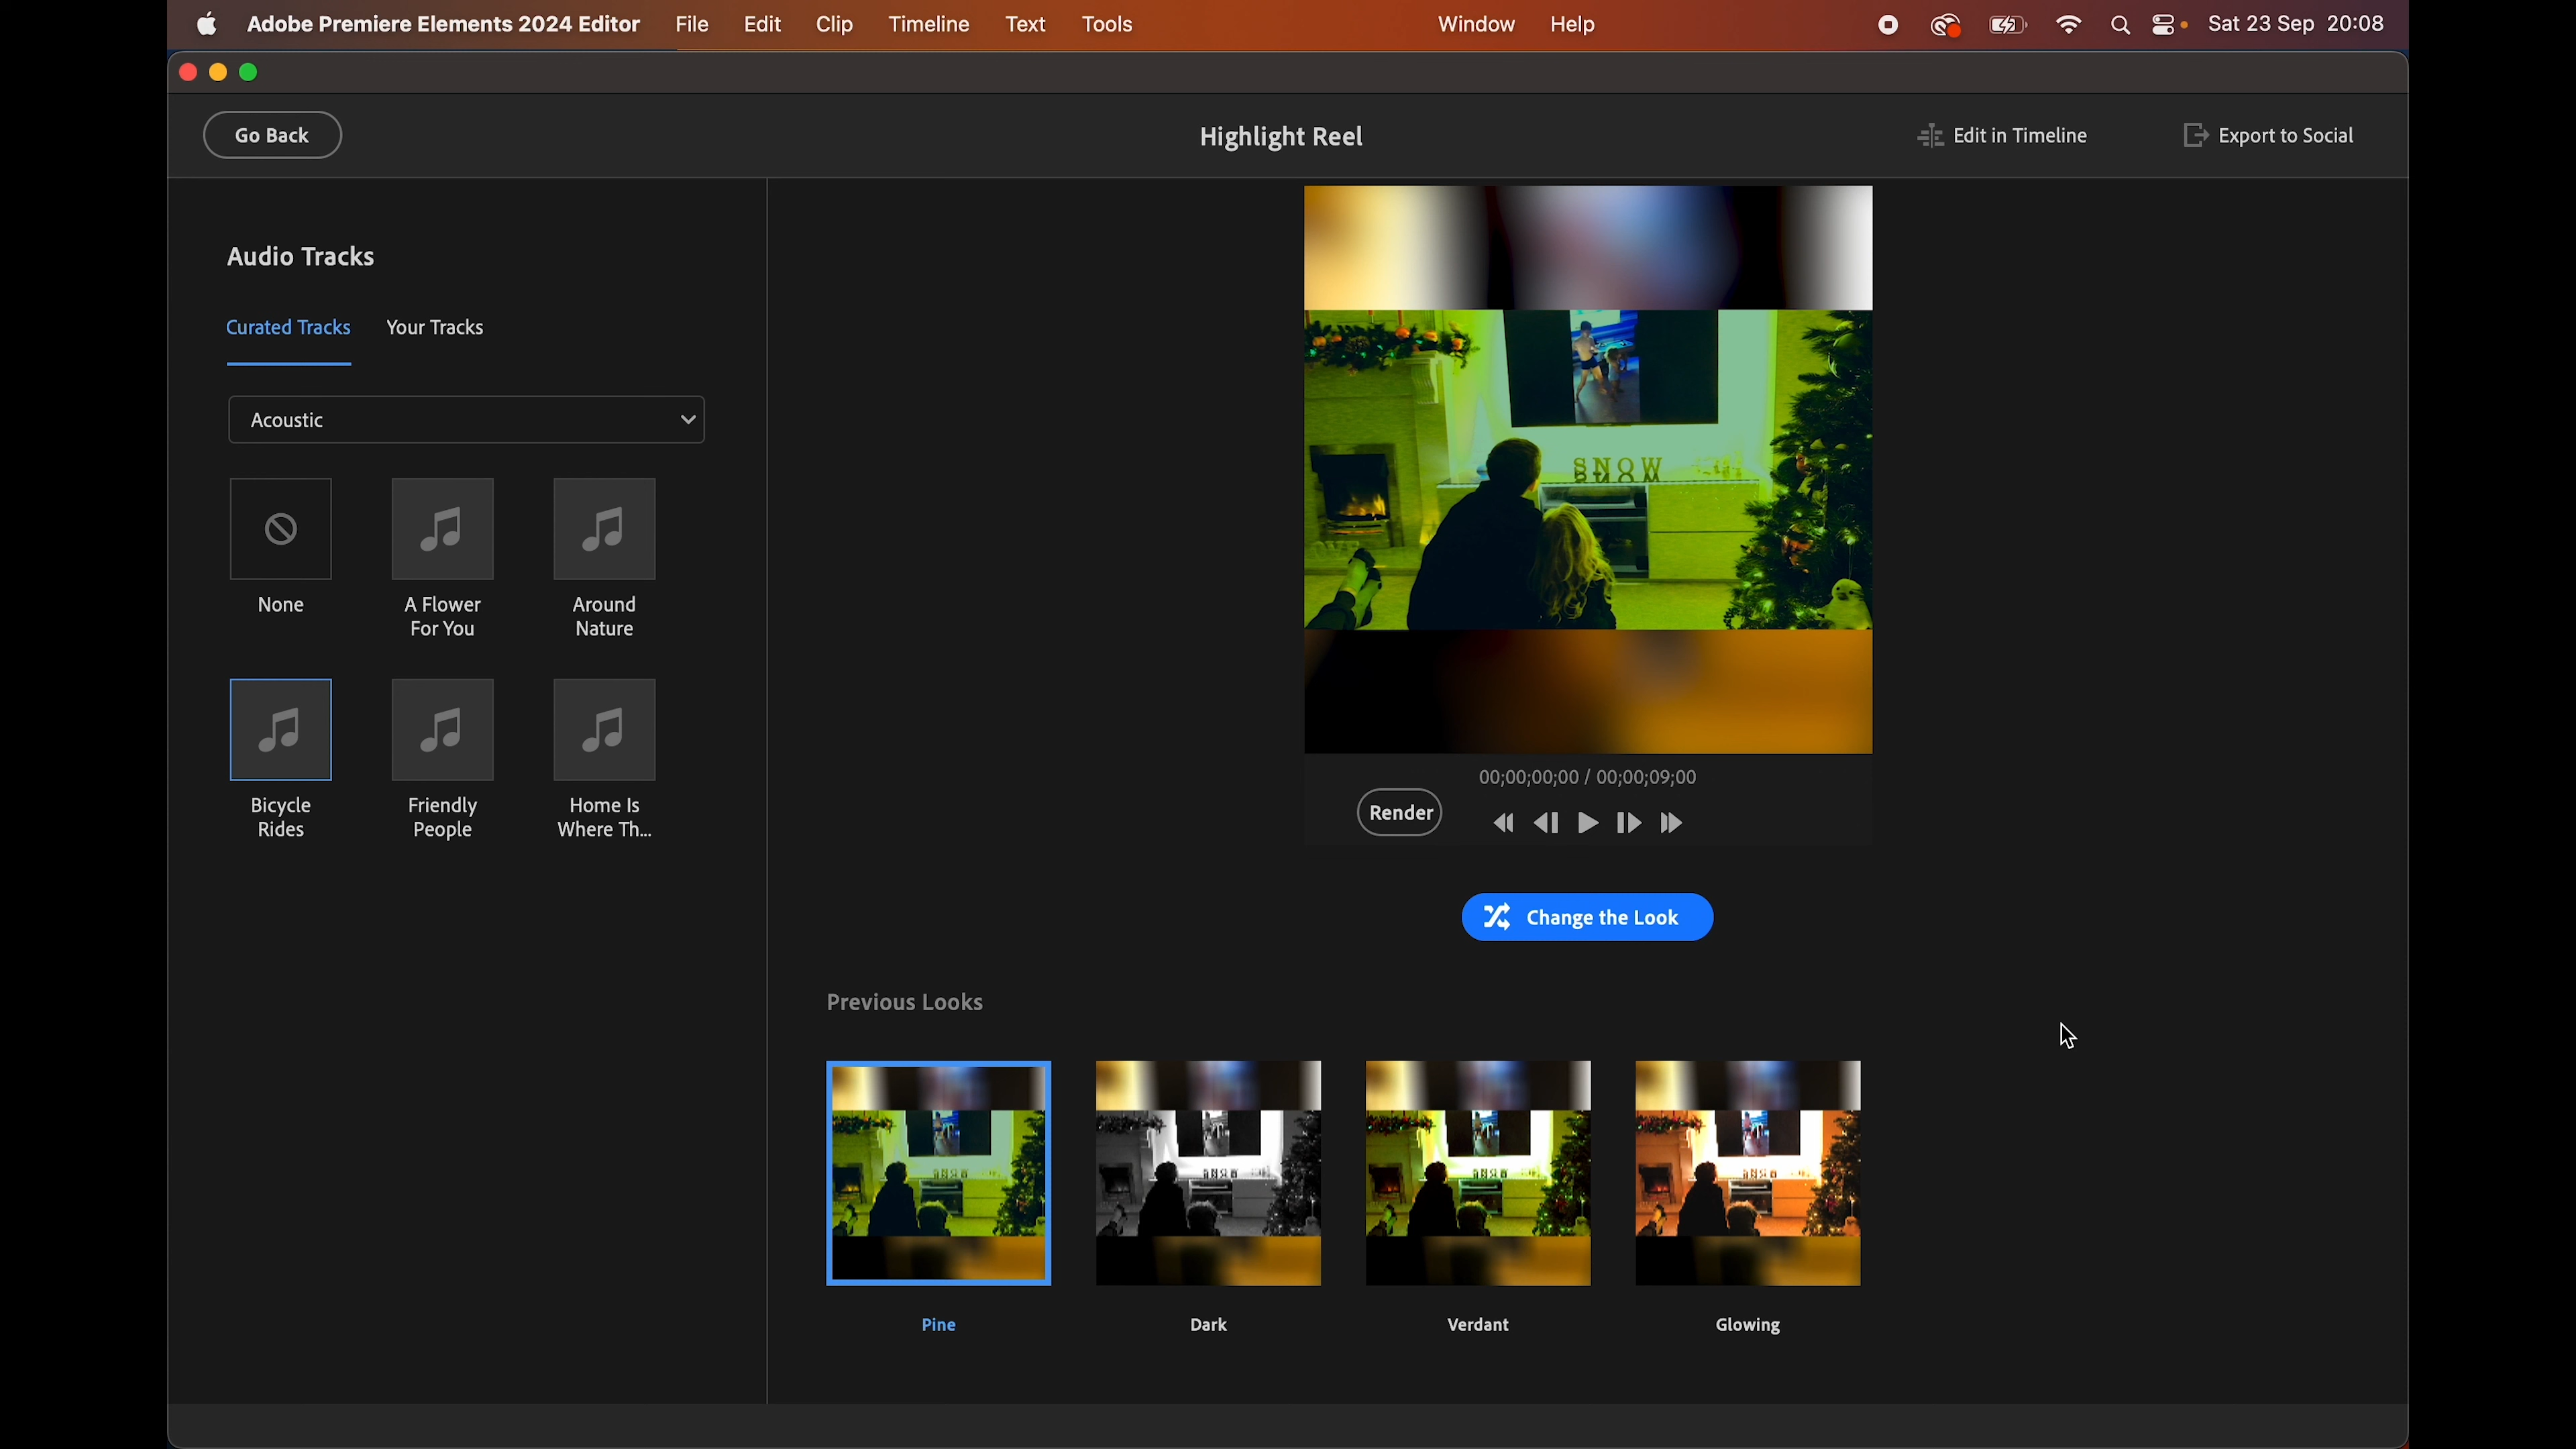 Adobe Premiere Elements 2024 Editor File Edit Clip Timeline Text Tools Window Help Sat 23 Sep 20:08
Go Back
Highlight Reel
Edit in Timeline
Export to Social
Audio Tracks
Curated Tracks
Your Tracks
Acoustic
None
A Flower
For You
Around
Nature
Bicycle
Rides
Friendly
People
Home Is
Where Th...
SNOW
00;00;00;00 / 00;00;09;00
Render
Change the Look
Previous Looks
Pine
Dark
Verdant
Glowing